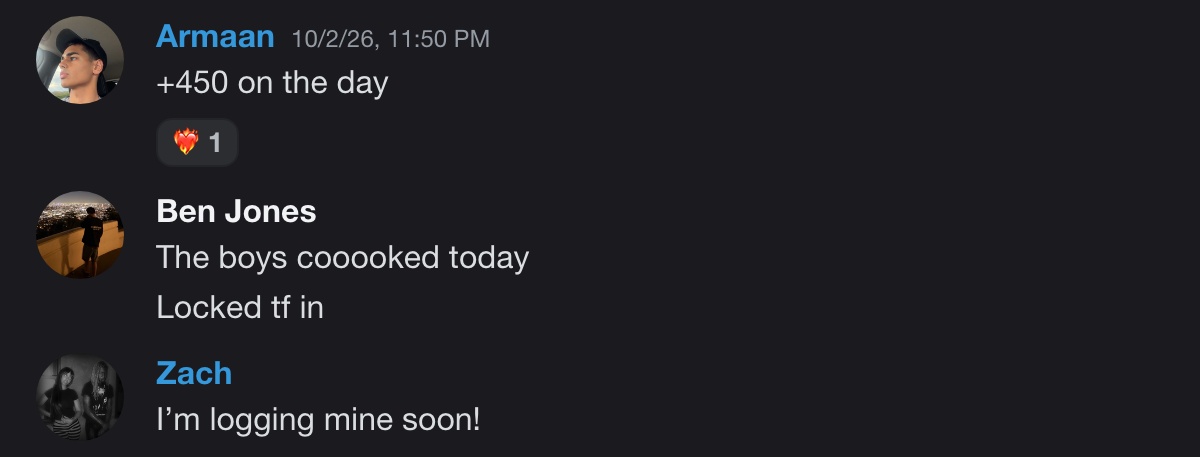 Armaan 10/2/26, 11:50 PM
+450 on the day
❤️‍🔥 1
Ben Jones
The boys cooooked today
Locked tf in
Zach
I’m logging mine soon!